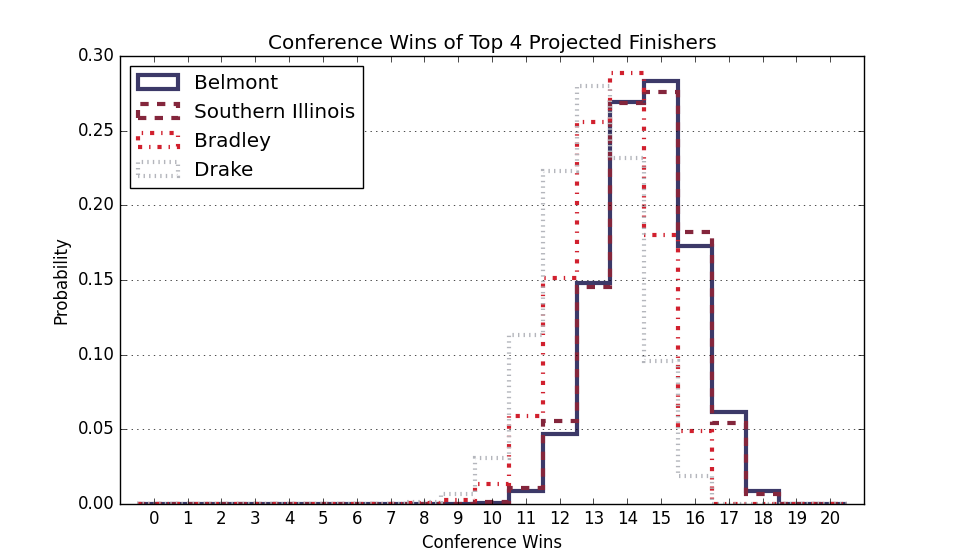 Conference Wins of Top 4 Projected Finishers
Belmont
Southern Illinois
Bradley
Drake
0.30
0.25
0.20
0.15
0.10
0.05
0.00
Probability
0 1 2 3 4 5 6 7 8 9 10 11 12 13 14 15 16 17 18 19 20
Conference Wins